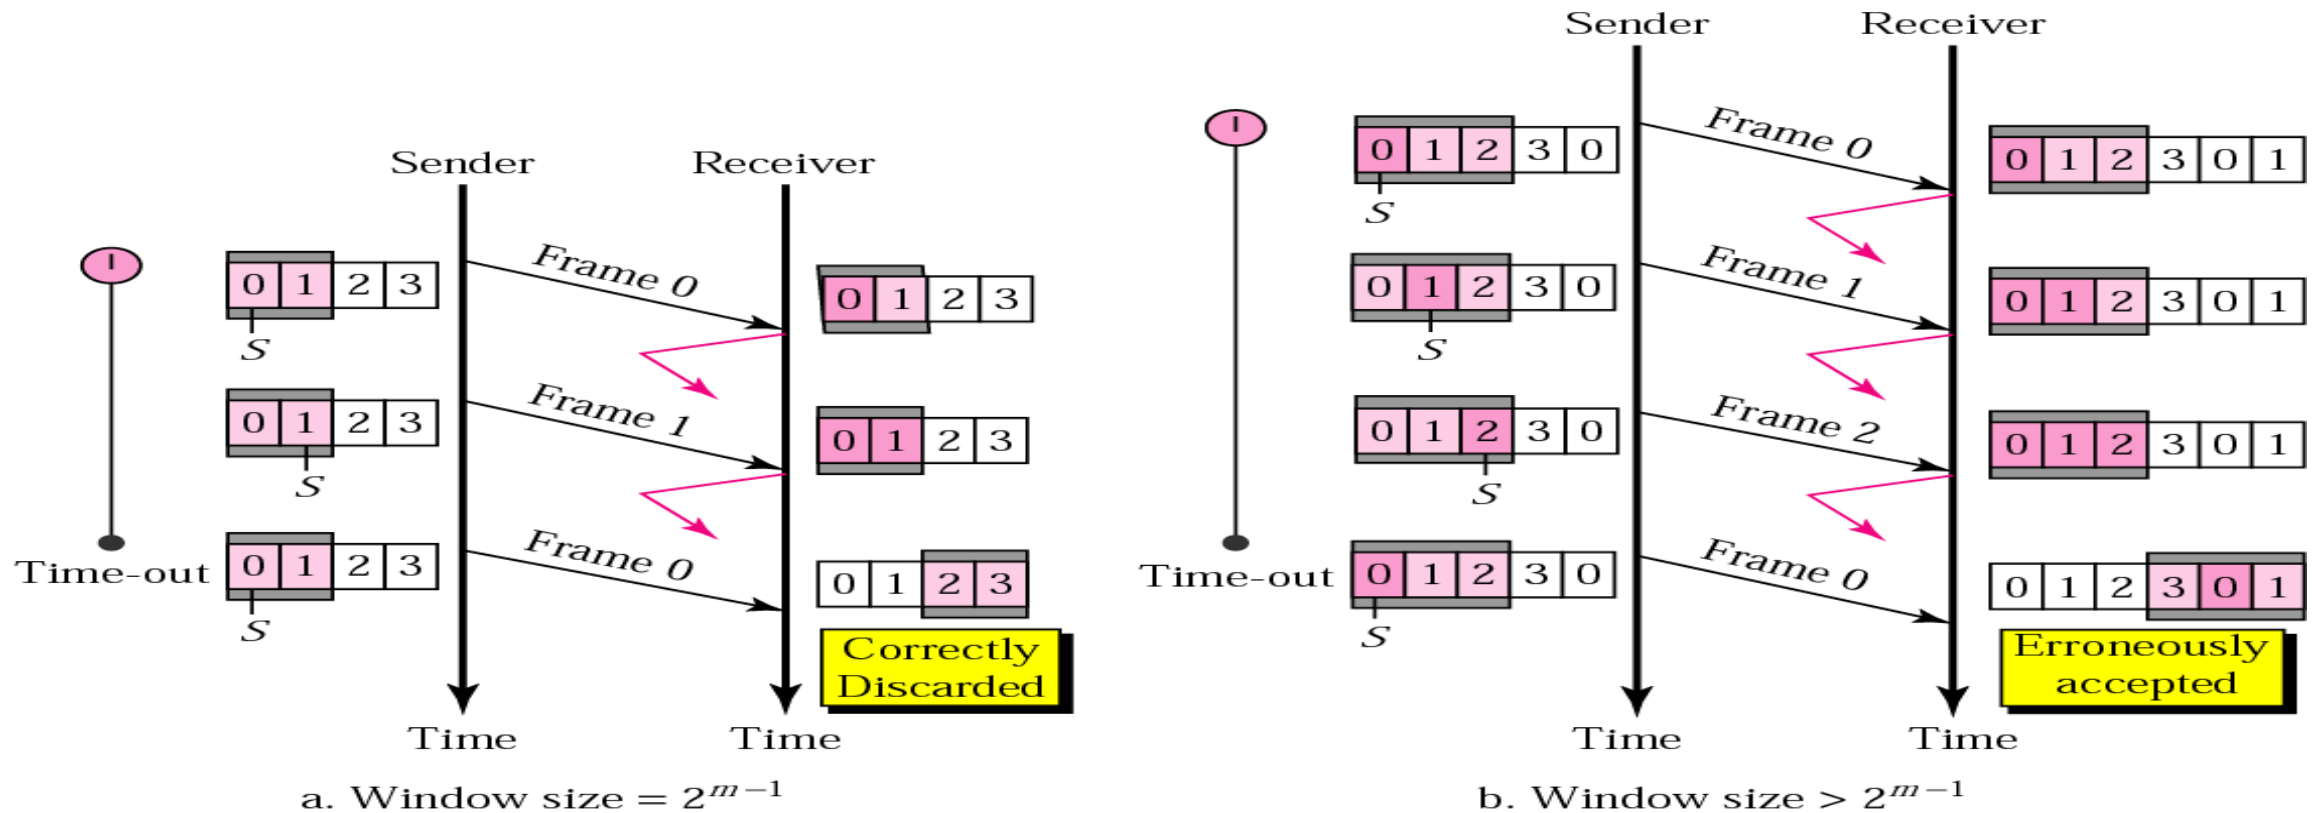 Sender Receiver
0 1 2 3
S
Frame 0
0 1 2 3
0 1 2 3
S
Frame 1
0 1 2 3
Time-out
0 1 2 3
S
Frame 0
0 1 2 3
Correctly
Discarded
Time Time
a. Window size = 2^{m−1}
Sender Receiver
0 1 2 3 0
S
Frame 0
0 1 2 3 0 1
0 1 2 3 0
S
Frame 1
0 1 2 3 0 1
0 1 2 3 0
S
Frame 2
0 1 2 3 0 1
Time-out
0 1 2 3 0
S
Frame 0
0 1 2 3 0 1
Erroneously
accepted
Time Time
b. Window size > 2^{m−1}